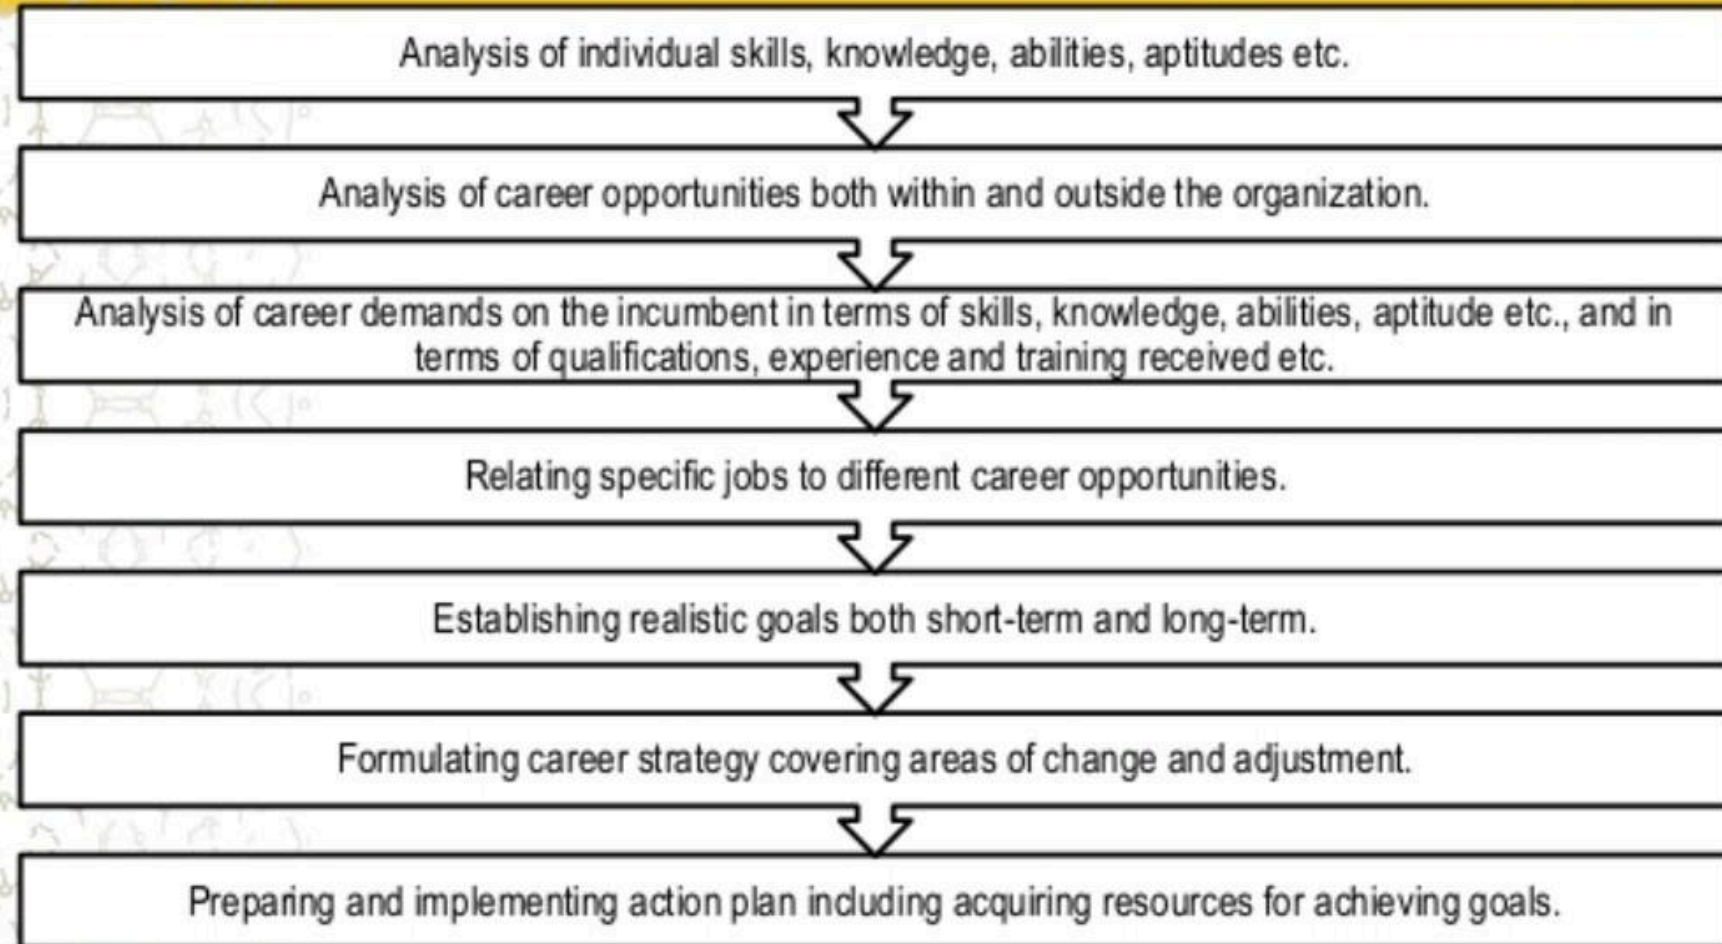 Analysis of individual skills, knowledge, abilities, aptitudes etc.
Analysis of career opportunities both within and outside the organization.
Analysis of career demands on the incumbent in terms of skills, knowledge, abilities, aptitude etc., and in
terms of qualifications, experience and training received etc.
Relating specific jobs to different career opportunities.
Establishing realistic goals both short-term and long-term.
Formulating career strategy covering areas of change and adjustment.
Preparing and implementing action plan including acquiring resources for achieving goals.